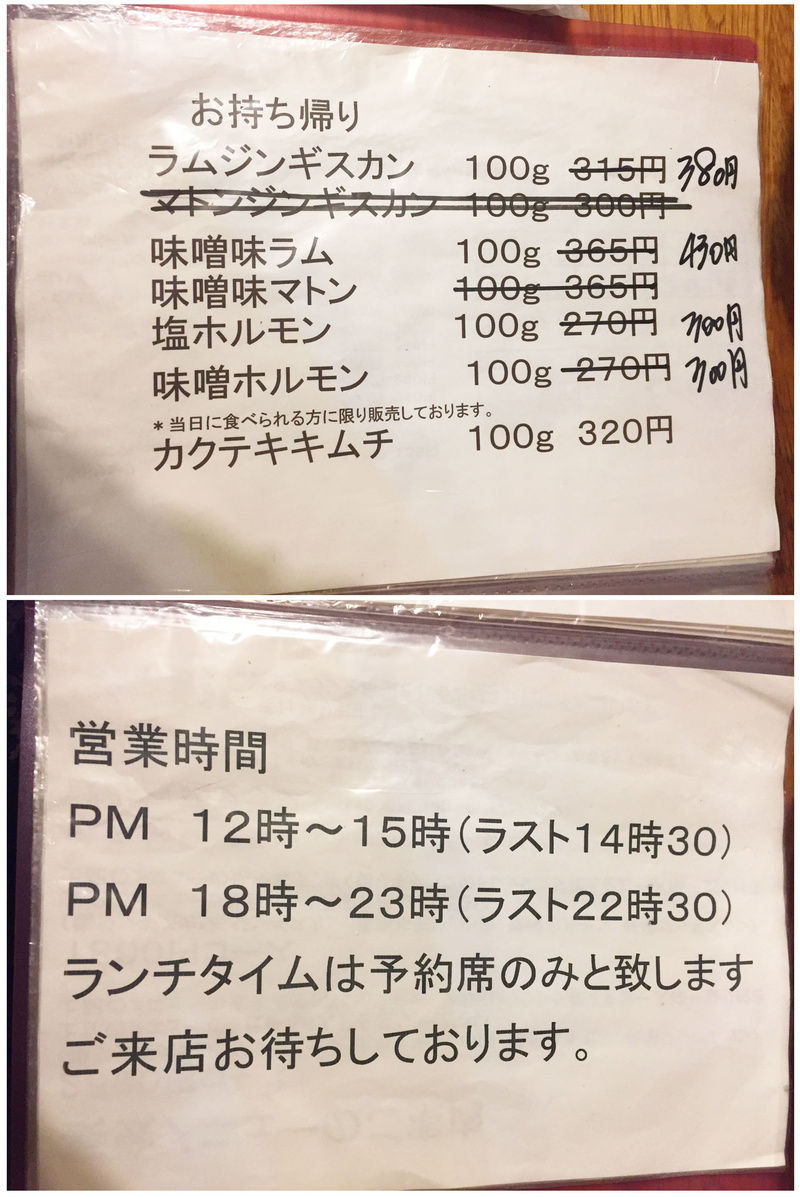 お持ち帰り
ラムジンギスカン 100g 315円 380円
マトンジンギスカン 100g 300円
味噌味ラム 100g 365円 430円
味噌味マトン 100g 365円
塩ホルモン 100g 270円 300円
味噌ホルモン 100g 270円 300円
*当日に食べられる方に限り販売しております。
カクテキキムチ 100g 320円
営業時間
PM 12時～15時（ラスト14時30）
PM 18時～23時（ラスト22時30）
ランチタイムは予約席のみと致します
ご来店お待ちしております。